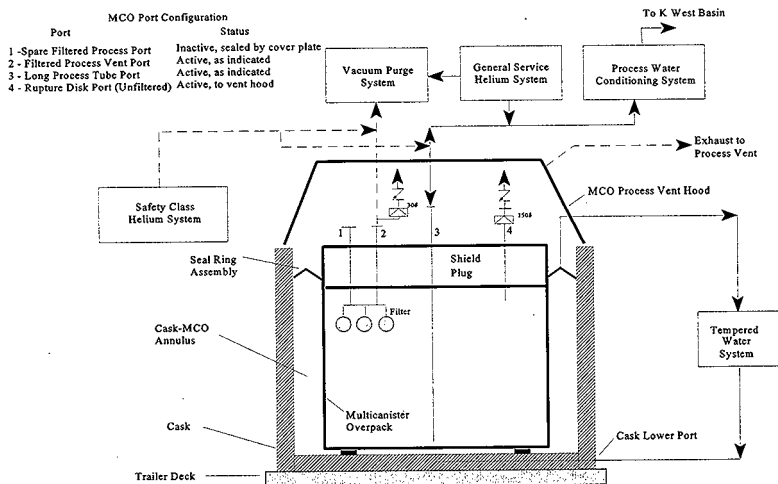 MCO Port Configuration
Port Status
1 -Spare Filtered Process Port Inactive, sealed by cover plate
2 - Filtered Process Vent Port Active, as indicated
3 - Long Process Tube Port Active, as indicated
4 - Rupture Disk Port (Unfiltered) Active, to vent hood
To K West Basin
Vacuum Purge
System
General Service
Helium System
Process Water
Conditioning System
Exhaust to
Process Vent
Safety Class
Helium System
MCO Process Vent Hood
30#
150#
1
2
3
4
Seal Ring
Assembly
Shield
Plug
Filter
Cask-MCO
Annulus
Tempered
Water
System
Multicanister
Overpack
Cask
Cask Lower Port
Trailer Deck